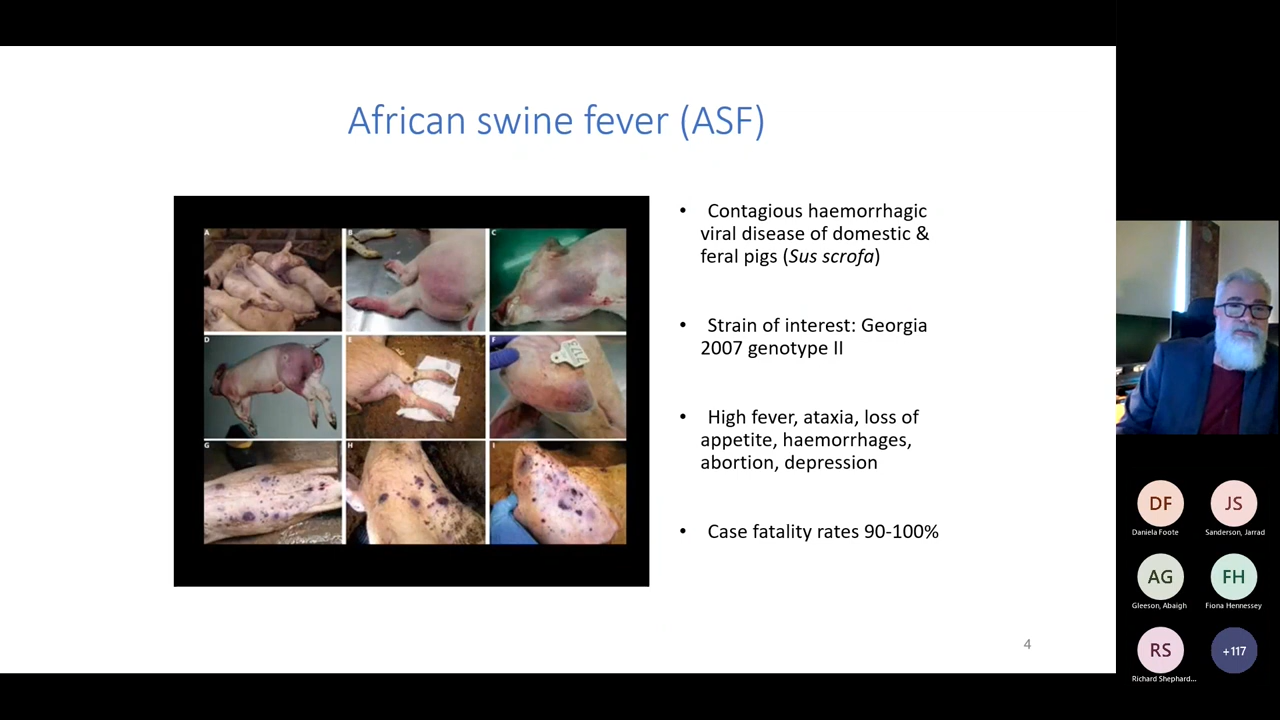 African swine fever (ASF)
A
B
C
D
E
F
G
H
I
• Contagious haemorrhagic
viral disease of domestic &
feral pigs (Sus scrofa)
• Strain of interest: Georgia
2007 genotype II
• High fever, ataxia, loss of
appetite, haemorrhages,
abortion, depression
• Case fatality rates 90-100%
4
DF
JS
Daniela Foote
Sanderson, Jarrad
AG
FH
Gleeson, Abaigh
Fiona Hennessey
RS
+117
Richard Shephard...